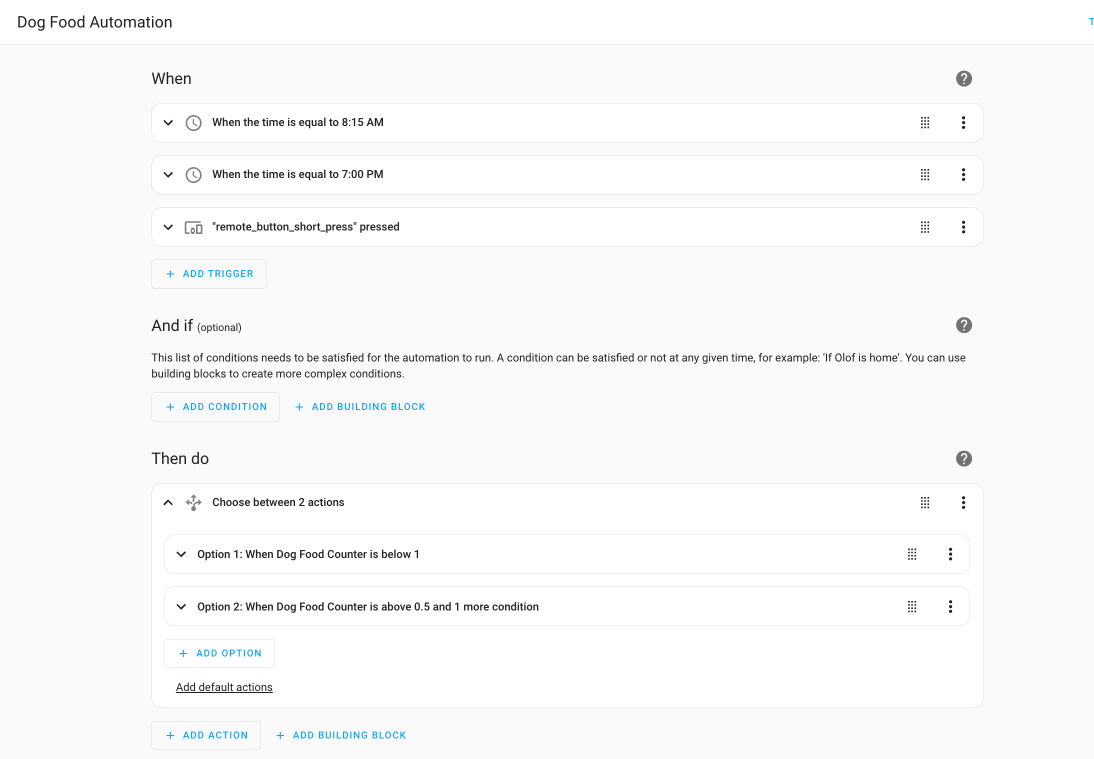 Dog Food Automation
T
When
When the time is equal to 8:15 AM
When the time is equal to 7:00 PM
"remote_button_short_press" pressed
+ ADD TRIGGER
And if (optional)
This list of conditions needs to be satisfied for the automation to run. A condition can be satisfied or not at any given time, for example: 'If Olof is home'. You can use
building blocks to create more complex conditions.
+ ADD CONDITION + ADD BUILDING BLOCK
Then do
Choose between 2 actions
Option 1: When Dog Food Counter is below 1
Option 2: When Dog Food Counter is above 0.5 and 1 more condition
+ ADD OPTION
Add default actions
+ ADD ACTION + ADD BUILDING BLOCK